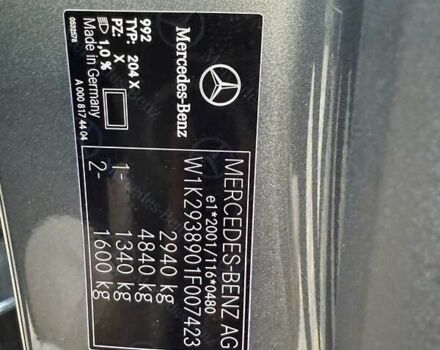 MERCEDES-BENZ AG
e1*2001/116*0480
W1K2938901F007423
2940 kg
4840 kg
1- 1340 kg
2- 1600 kg
Mercedes-Benz
992
TYP: 204 X
PZ: X
1,0 %
Made in Germany
A 000 817 44 04
0532578